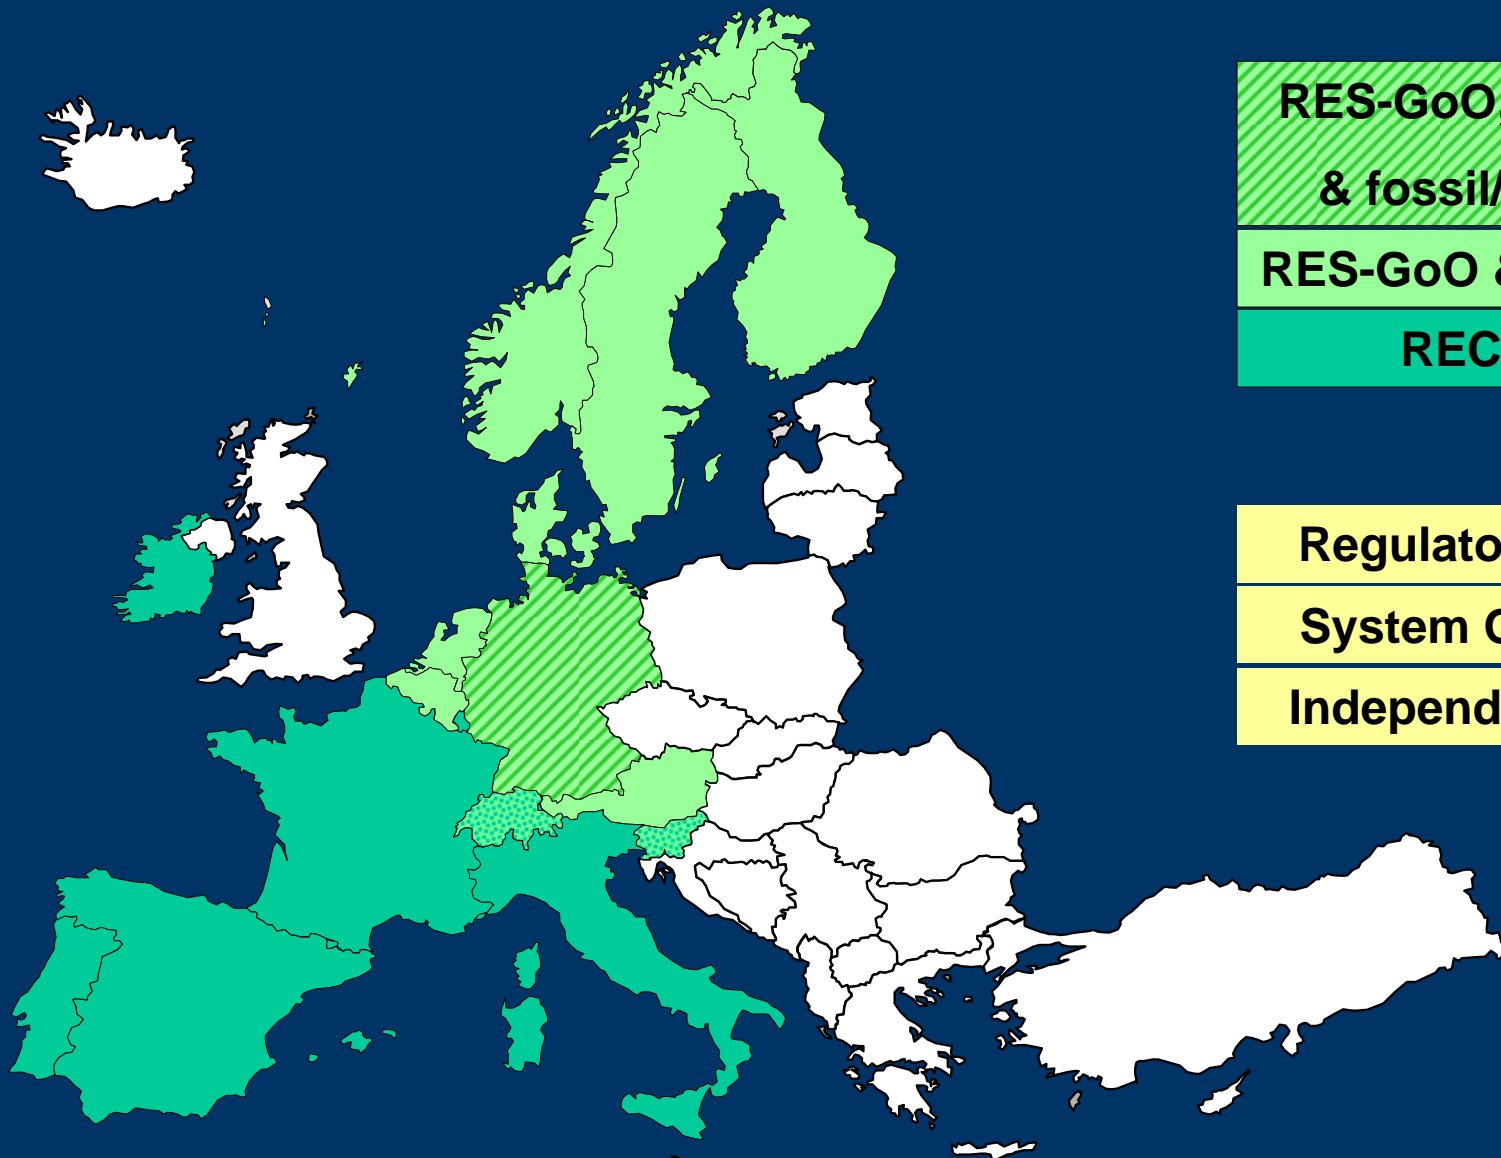 RES-GoO
& fossil/
RES-GoO &
REC
Regulato
System
Independ